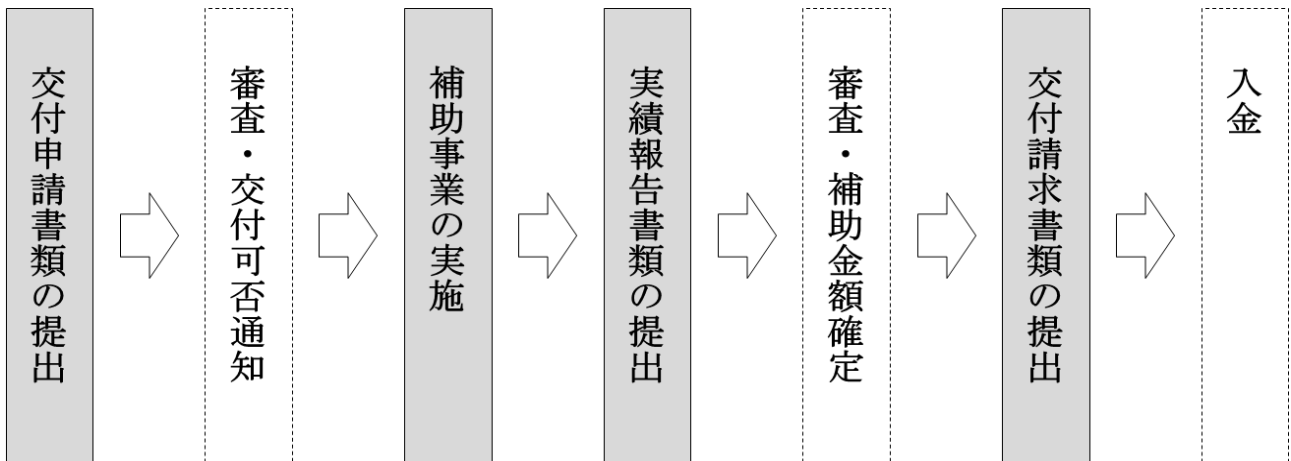 交付申請書類の提出
審査・交付可否通知
補助事業の実施
実績報告書類の提出
審査・補助金額確定
交付請求書類の提出
入金